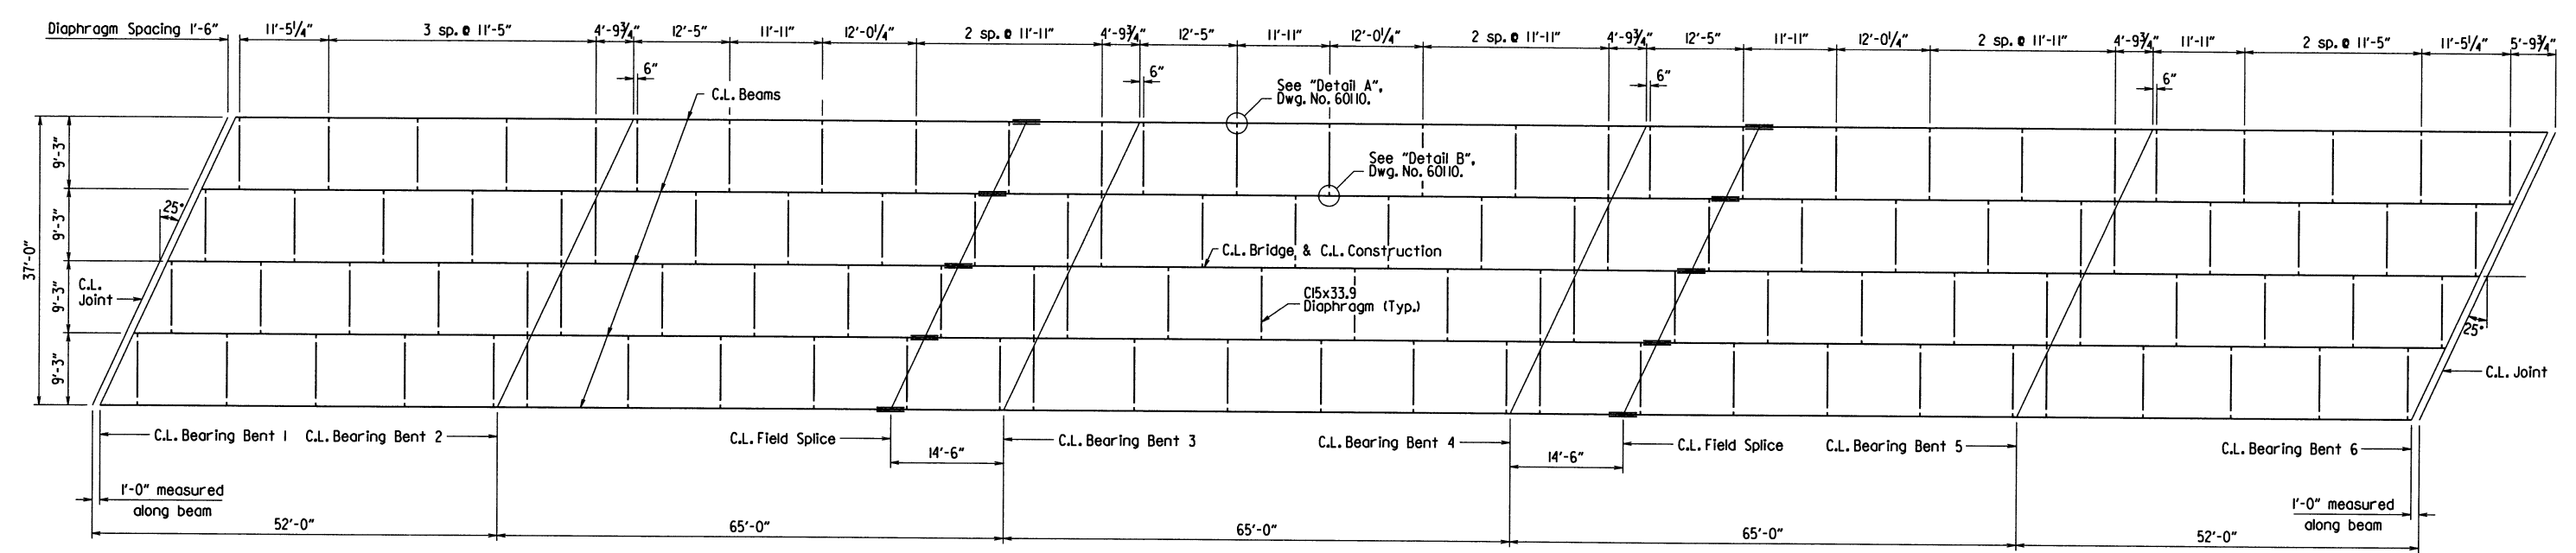 Diaphragm Spacing 1'-6" 11'-5¼" 3 sp. @ 11'-5" 4'-9¾" 12'-5" 11'-11" 12'-0¼" 2 sp. @ 11'-11" 4'-9¾" 12'-5" 11'-11" 12'-0¼" 2 sp. @ 11'-11" 4'-9¾" 12'-5" 11'-11" 12'-0¼" 2 sp. @ 11'-11" 4'-9¾" 11'-11" 2 sp. @ 11'-5" 11'-5¼" 5'-9¾"
6" 6" 6" 6"
C.L. Beams
See "Detail A",
Dwg. No. 60110.
See "Detail B",
Dwg. No. 60110.
9'-3"
9'-3"
9'-3"
9'-3"
37'-0"
25°
C.L. Bridge & C.L. Construction
C.L.
Joint
C15x33.9
Diaphragm (Typ.)
25°
C.L. Joint
C.L. Bearing Bent 1 C.L. Bearing Bent 2 C.L. Field Splice C.L. Bearing Bent 3 C.L. Bearing Bent 4 C.L. Field Splice C.L. Bearing Bent 5 C.L. Bearing Bent 6
14'-6" 14'-6"
1'-0" measured
along beam
1'-0" measured
along beam
52'-0" 65'-0" 65'-0" 65'-0" 52'-0"